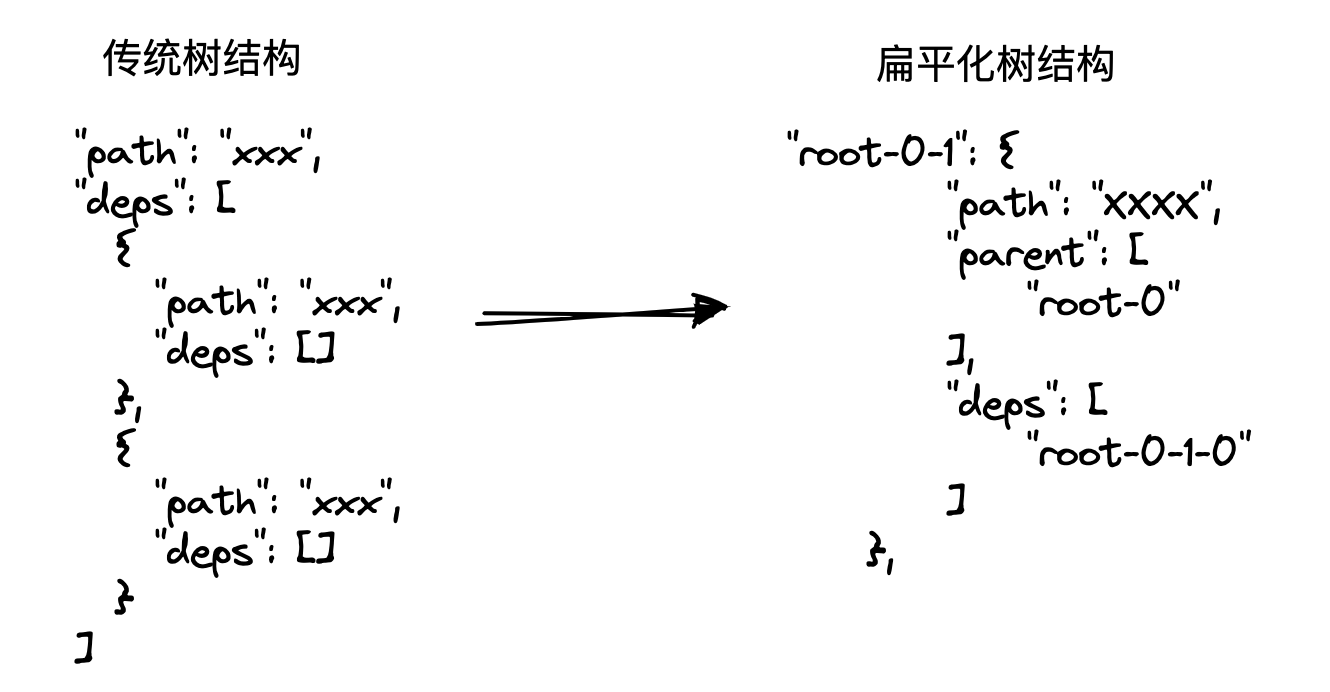 传统树结构
"path": "xxx",
"deps": [
{
"path": "xxx",
"deps": []
},
{
"path": "xxx",
"deps": []
}
]
扁平化树结构
"root-0-1": {
"path": "xxxx",
"parent": [
"root-0"
],
"deps": [
"root-0-1-0"
]
},